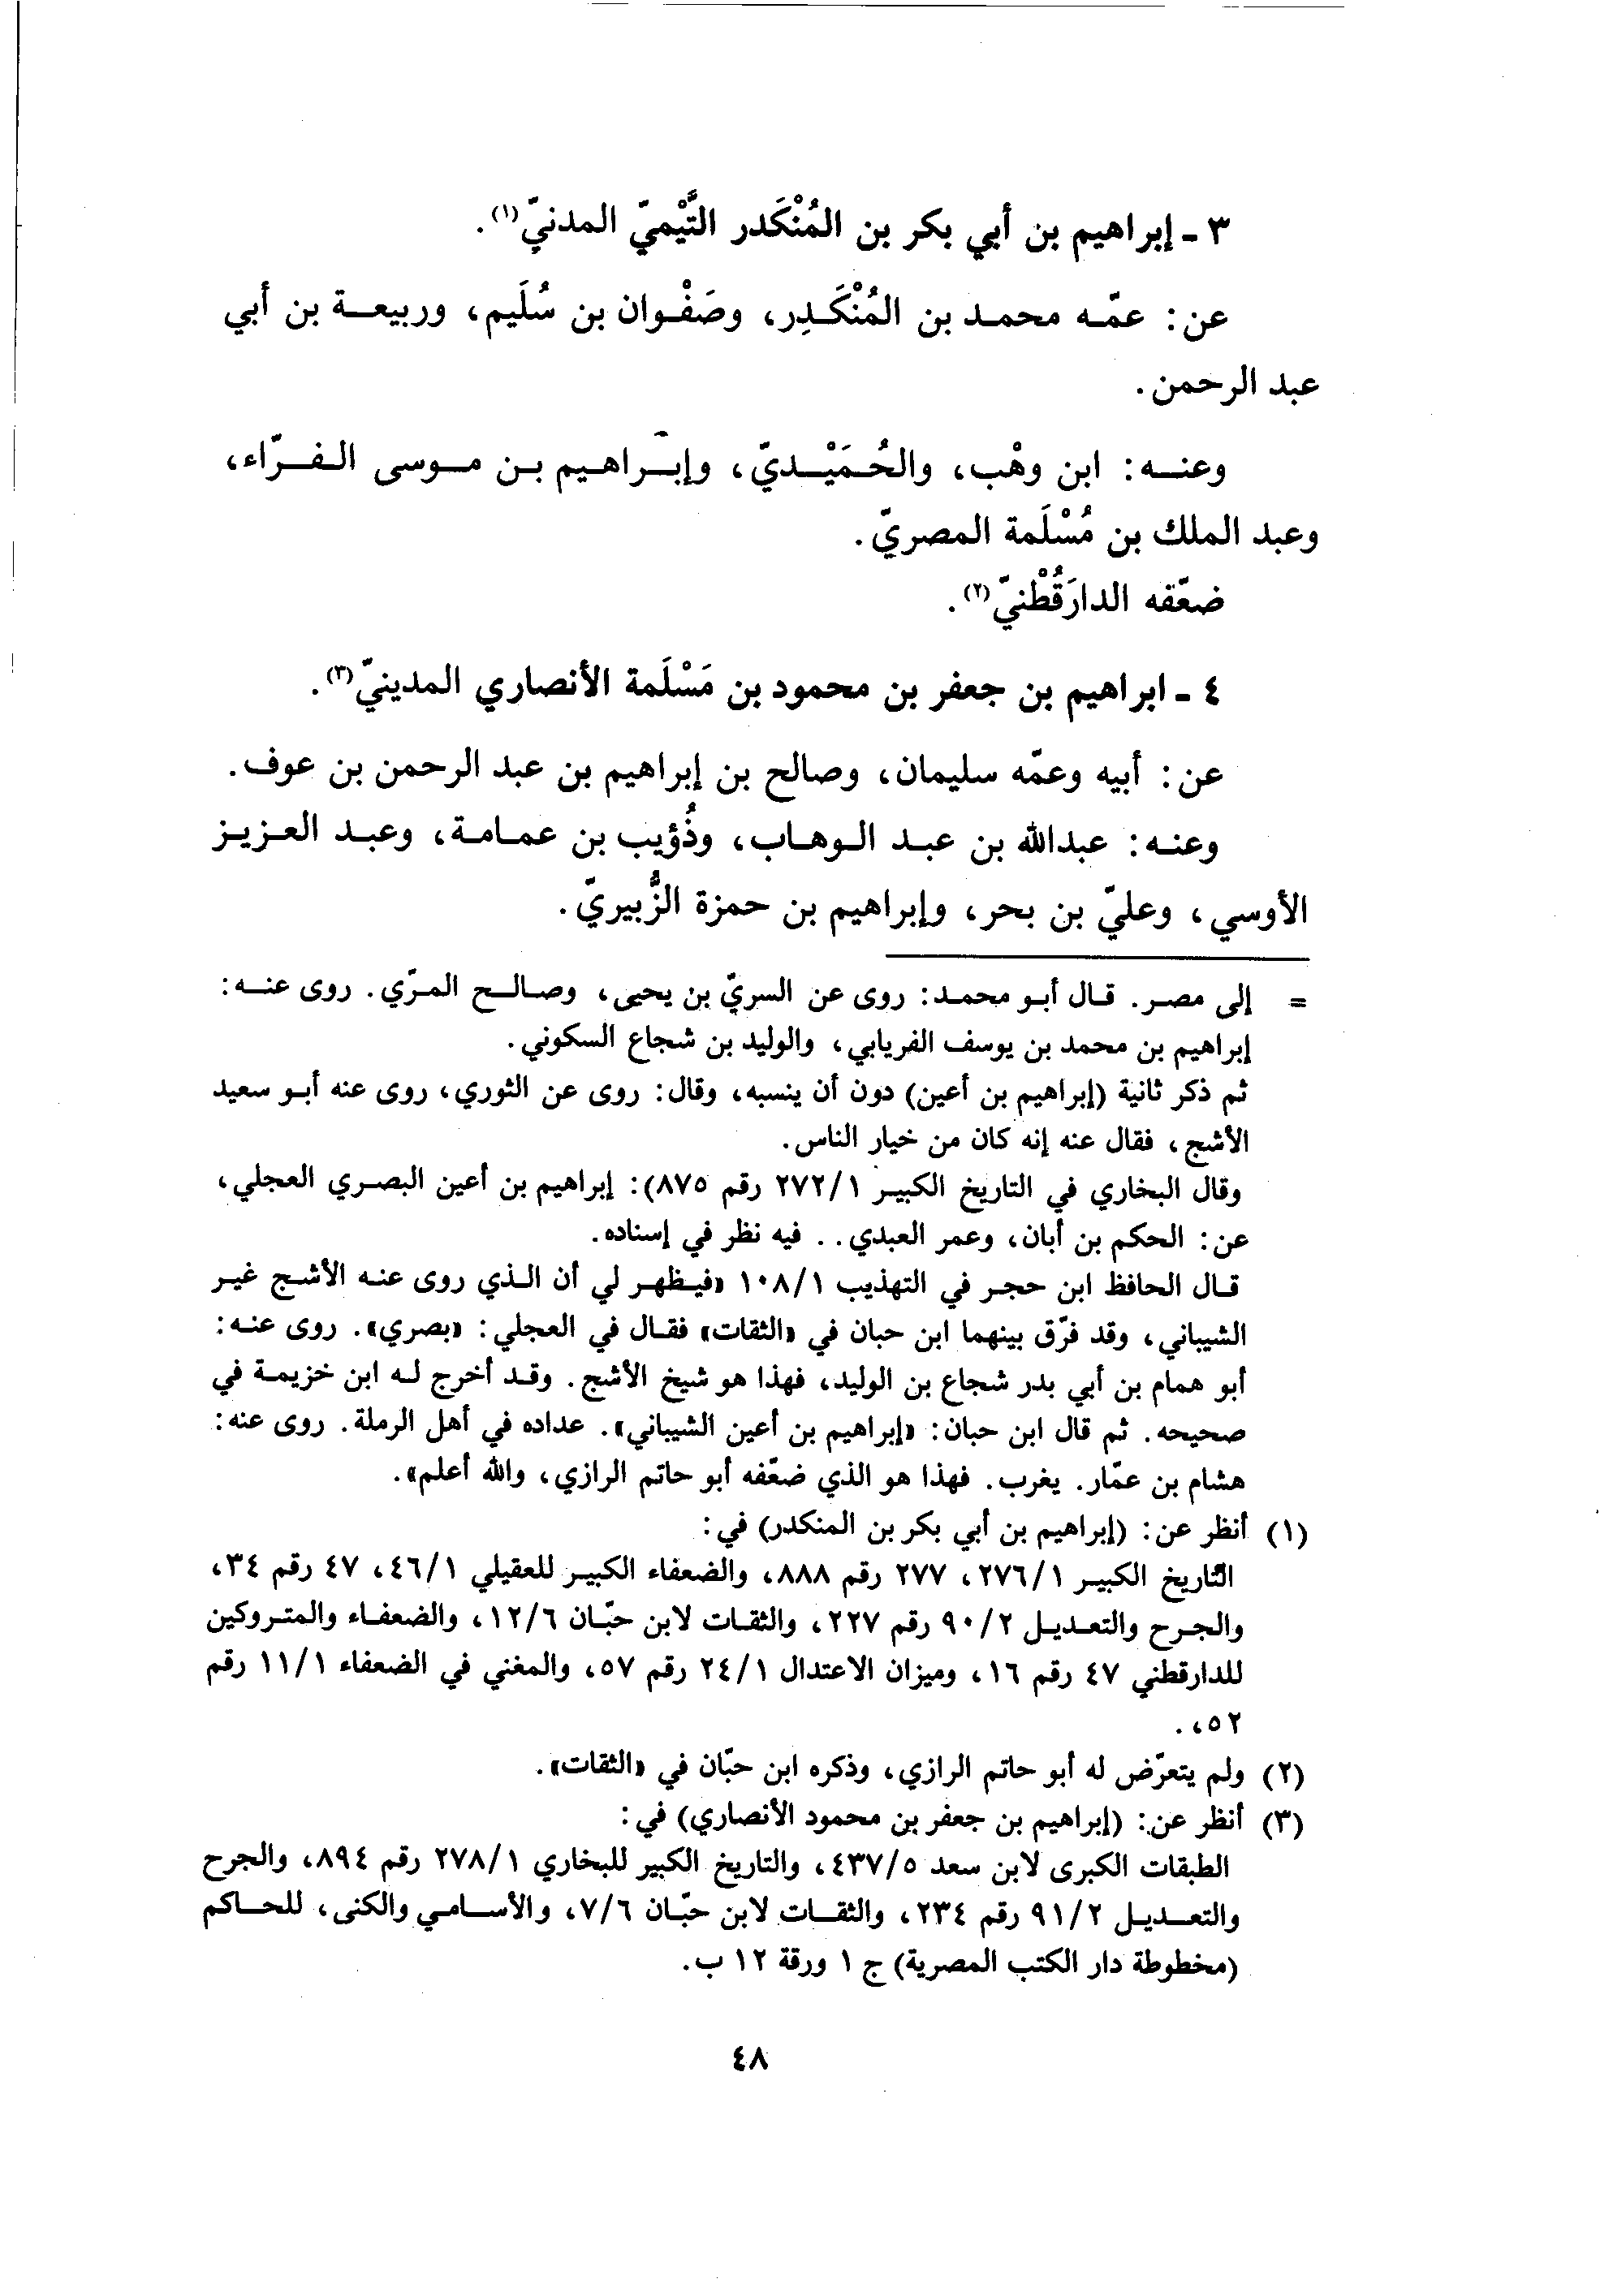 ٣ - إبراهيم بن أبي بكر بن المُنْكَدر التَّيْميّ المدنيّ(١).
عن: عمّه محمد بن المُنْكَدِر، وصَفْوان بن سُلَيم، وربيعة بن أبي
عبد الرحمن.
وعنه: ابن وهْب، والحُمَيْديّ، وإبراهيم بن موسى الفرّاء،
وعبد الملك بن مُسْلَمة المصريّ.
ضعّفه الدارَقُطْنيّ(٢).
٤ - ابراهيم بن جعفر بن محمود بن مَسْلَمة الأنصاري المدينيّ(٣).
عن: أبيه وعمّه سليمان، وصالح بن إبراهيم بن عبد الرحمن بن عوف.
وعنه: عبدالله بن عبد الوهاب، وذُؤيب بن عمامة، وعبد العزيز
الأوسي، وعليّ بن بحر، وإبراهيم بن حمزة الزُّبيريّ.
= إلى مصر. قال أبو محمد: روى عن السريّ بن يحيى، وصالح المرّي. روى عنه:
إبراهيم بن محمد بن يوسف الفريابي، والوليد بن شجاع السكوني.
ثم ذكر ثانية (إبراهيم بن أعين) دون أن ينسبه، وقال: روى عن الثوري، روى عنه أبو سعيد
الأشج، فقال عنه إنه كان من خيار الناس.
وقال البخاري في التاريخ الكبير ٢٧٢/١ رقم ٨٧٥): إبراهيم بن أعين البصري العجلي،
عن: الحكم بن أبان، وعمر العبدي.. فيه نظر في إسناده.
قال الحافظ ابن حجر في التهذيب ١٠٨/١ «فيظهر لي أن الذي روى عنه الأشج غير
الشيباني، وقد فرّق بينهما ابن حبان في «الثقات» فقال في العجلي: «بصري». روى عنه:
أبو همام بن أبي بدر شجاع بن الوليد، فهذا هو شيخ الأشج. وقد أخرج له ابن خزيمة في
صحيحه. ثم قال ابن حبان: «إبراهيم بن أعين الشيباني». عداده في أهل الرملة. روى عنه:
هشام بن عمّار. يغرب. فهذا هو الذي ضعّفه أبو حاتم الرازي، والله أعلم».
(١) أنظر عن: (إبراهيم بن أبي بكر بن المنكدر) في:
التاريخ الكبير ٢٧٦/١، ٢٧٧ رقم ٨٨٨، والضعفاء الكبير للعقيلي ٤٦/١، ٤٧ رقم ٣٤،
والجرح والتعديل ٩٠/٢ رقم ٢٢٧، والثقات لابن حبّان ١٢/٦، والضعفاء والمتروكين
للدارقطني ٤٧ رقم ١٦، وميزان الاعتدال ٢٤/١ رقم ٥٧، والمغني في الضعفاء ١١/١ رقم
٥٢،.
(٢) ولم يتعرّض له أبو حاتم الرازي، وذكره ابن حبّان في «الثقات».
(٣) أنظر عن: (إبراهيم بن جعفر بن محمود الأنصاري) في:
الطبقات الكبرى لابن سعد ٤٣٧/٥، والتاريخ الكبير للبخاري ٢٧٨/١ رقم ٨٩٤، والجرح
والتعديل ٩١/٢ رقم ٢٣٤، والثقات لابن حبّان ٧/٦، والأسامي والكنى، للحاكم
(مخطوطة دار الكتب المصرية) ج ١ ورقة ١٢ ب.
٤٨